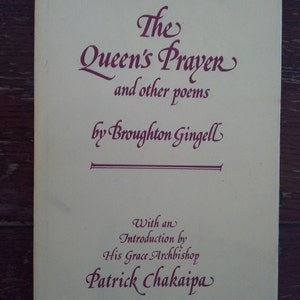 The
Queen's Prayer
and other poems
by Broughton Gingell
With an
Introduction by
His Grace Archbishop
Patrick Chakaipa